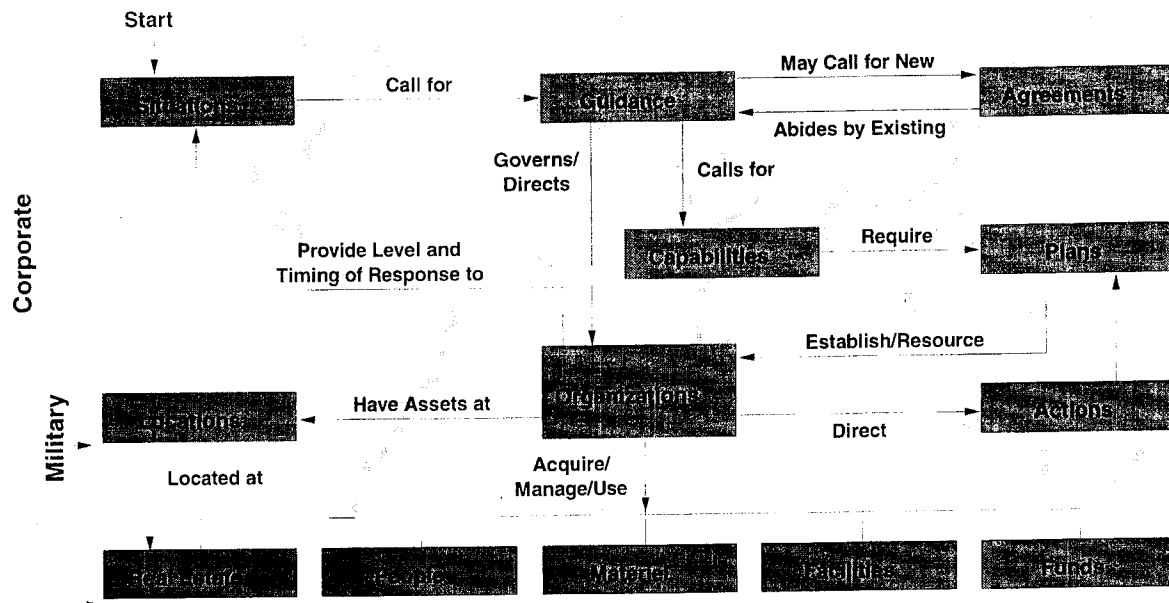 Start
Situations
Call for
Guidance
May Call for New
Agreements
Abides by Existing
Governs/
Directs
Calls for
Corporate
Provide Level and
Timing of Response to
Capabilities
Require
Plans
Establish/Resource
Organizations
Military
Locations
Have Assets at
Direct
Actions
Located at
Acquire/
Manage/Use
Real Estate
People
Materiel
Facilities
Funds